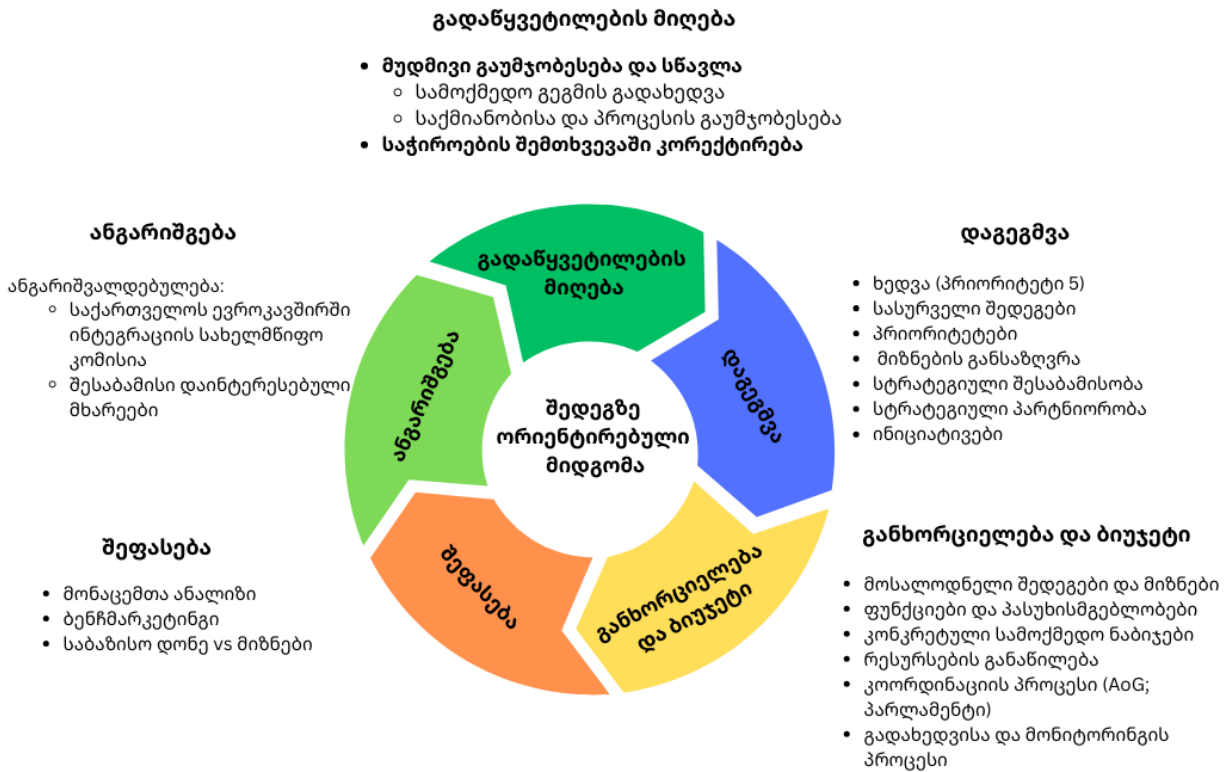 გადაწყვეტილების მიღება
• მუდმივი გაუმჯობესება და სწავლა
◦ სამოქმედო გეგმის გადახედვა
◦ საქმიანობისა და პროცესის გაუმჯობესება
• საჭიროების შემთხვევაში კორექტირება
ანგარიშგება
ანგარიშვალდებულება:
◦ საქართველოს ევროკავშირში
ინტეგრაციის სახელმწიფო
კომისია
◦ შესაბამისი დაინტერესებული
მხარეები
გადაწყვეტილების
მიღება
დაგეგმვა
განხორციელება
და ბიუჯეტი
შეფასება
ანგარიშგება
შედეგზე
ორიენტირებული
მიდგომა
დაგეგმვა
• ხედვა (პრიორიტეტი 5)
• სასურველი შედეგები
• პრიორიტეტები
• მიზნების განსაზღვრა
• სტრატეგიული შესაბამისობა
• სტრატეგიული პარტნიორობა
• ინიციატივები
შეფასება
• მონაცემთა ანალიზი
• ბენჩმარკეტინგი
• საბაზისო დონე vs მიზნები
განხორციელება და ბიუჯეტი
• მოსალოდნელი შედეგები და მიზნები
• ფუნქციები და პასუხისმგებლობები
• კონკრეტული სამოქმედო ნაბიჯები
• რესურსების განაწილება
• კოორდინაციის პროცესი (AoG;
პარლამენტი)
• გადახედვისა და მონიტორინგის
პროცესი